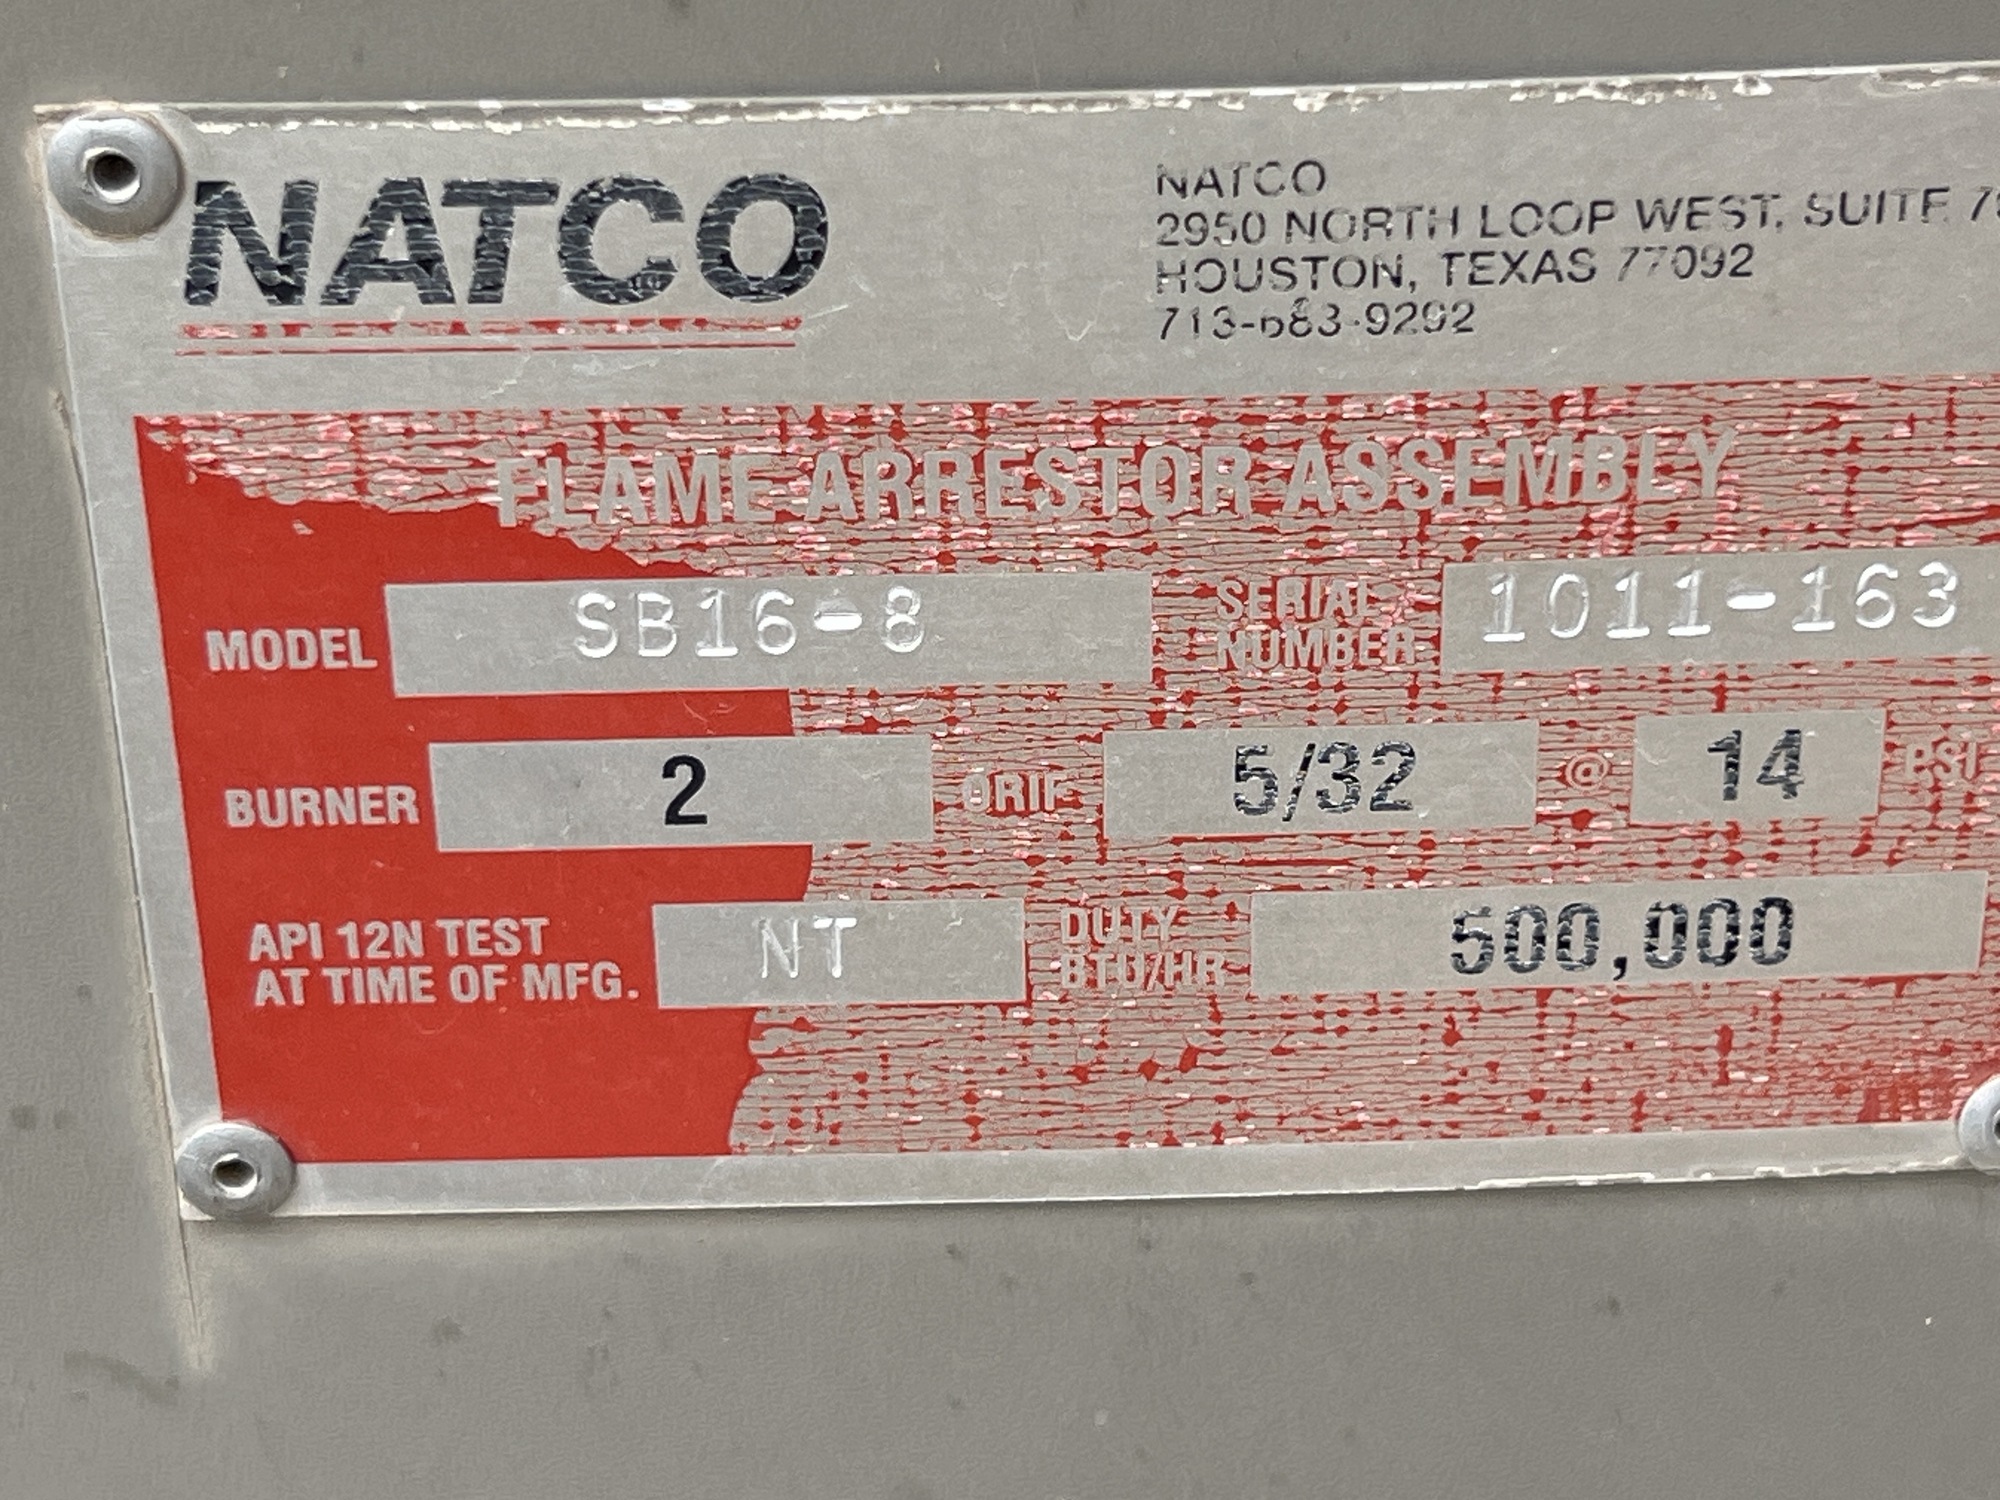 NATCO
NATCO
2950 NORTH LOOP WEST, SUITE
HOUSTON, TEXAS 77092
713-683-9292
FLAME ARRESTOR ASSEMBLY
MODEL SB16-8 SERIAL NUMBER 1011-163
BURNER 2 ORIF 5/32 @ 14 PSI
API 12N TEST
AT TIME OF MFG. NT DUTY BTU/HR 500,000